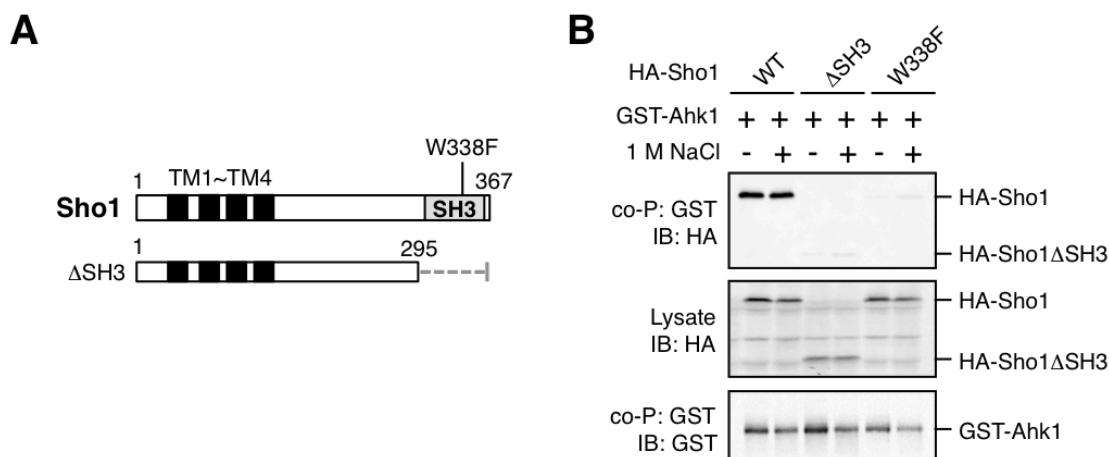 A
W338F
1 TM1~TM4 367
Sho1 SH3
1 295
ΔSH3
B
HA-Sho1 WT ΔSH3 W338F
GST-Ahk1 + + + + + +
1 M NaCl - + - + - +
co-P: GST
IB: HA
HA-Sho1
HA-Sho1ΔSH3
Lysate
IB: HA
HA-Sho1
HA-Sho1ΔSH3
co-P: GST
IB: GST
GST-Ahk1